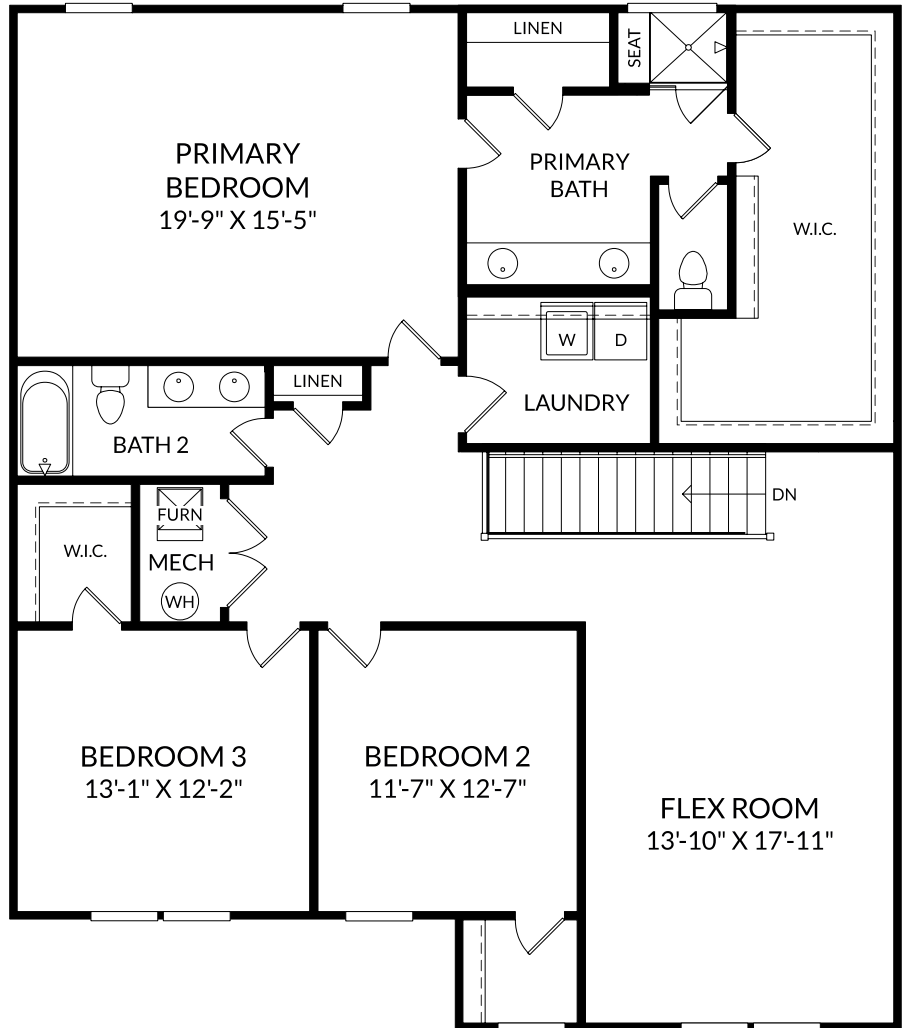 LINEN
SEAT
PRIMARY
BEDROOM
19'-9" X 15'-5"
PRIMARY
BATH
W.I.C.
W
D
LINEN
LAUNDRY
BATH 2
DN
FURN
W.I.C.
MECH
WH
BEDROOM 3
13'-1" X 12'-2"
BEDROOM 2
11'-7" X 12'-7"
FLEX ROOM
13'-10" X 17'-11"